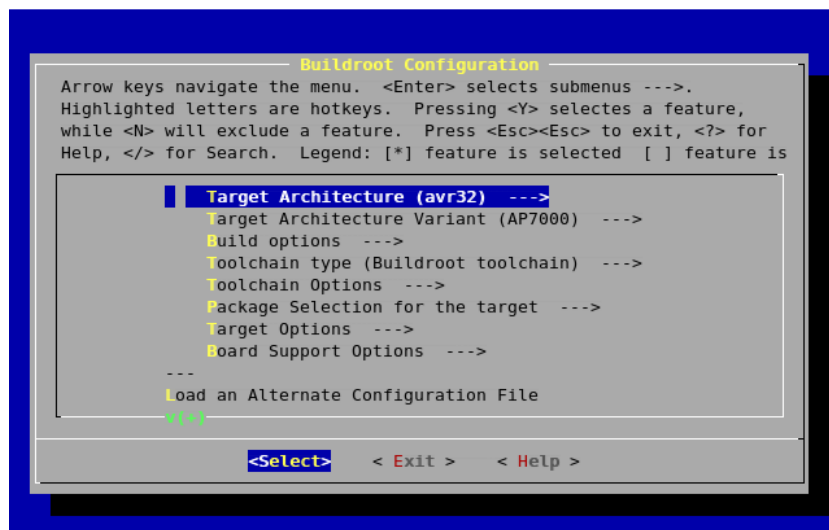 Buildroot Configuration
Arrow keys navigate the menu.  <Enter> selects submenus --->.
Highlighted letters are hotkeys.  Pressing <Y> selectes a feature,
while <N> will exclude a feature.  Press <Esc><Esc> to exit, <?> for
Help, </> for Search.  Legend: [*] feature is selected  [ ] feature is
Target Architecture (avr32)  --->
Target Architecture Variant (AP7000)  --->
Build options  --->
Toolchain type (Buildroot toolchain)  --->
Toolchain Options  --->
Package Selection for the target  --->
Target Options  --->
Board Support Options  --->
---
Load an Alternate Configuration File
v(+)
<Select>    < Exit >    < Help >